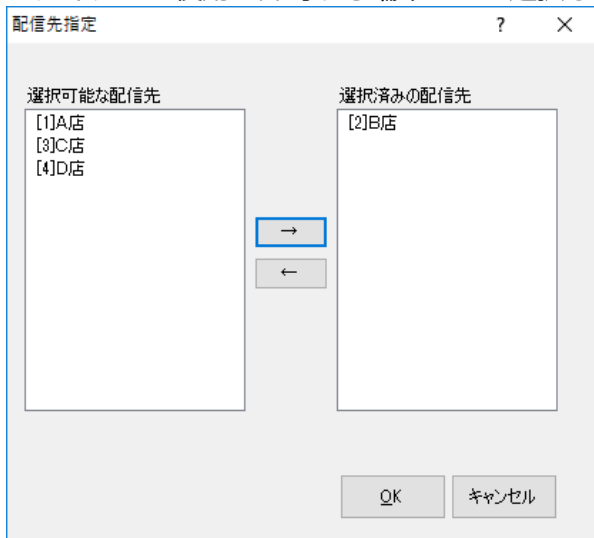 配信先指定 ? ×
選択可能な配信先
[1]A店
[3]C店
[4]D店
→
←
選択済みの配信先
[2]B店
OK
キャンセル